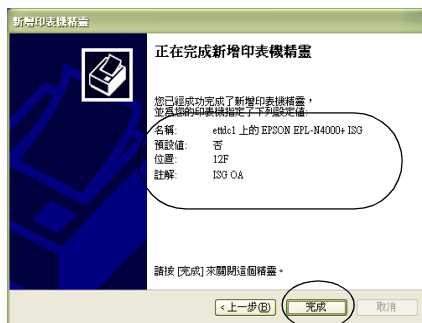 新增印表機精靈
正在完成新增印表機精靈
您已經成功完成了新增印表機精靈，
並為您的印表機指定了下列設定值:
名稱: ettdc1 上的 EPSON EPL-N4000+ ISG
預設值: 否
位置: 12F
註解: ISG OA
請按 [完成] 來關閉這個精靈。
<上一步(B) 完成 取消